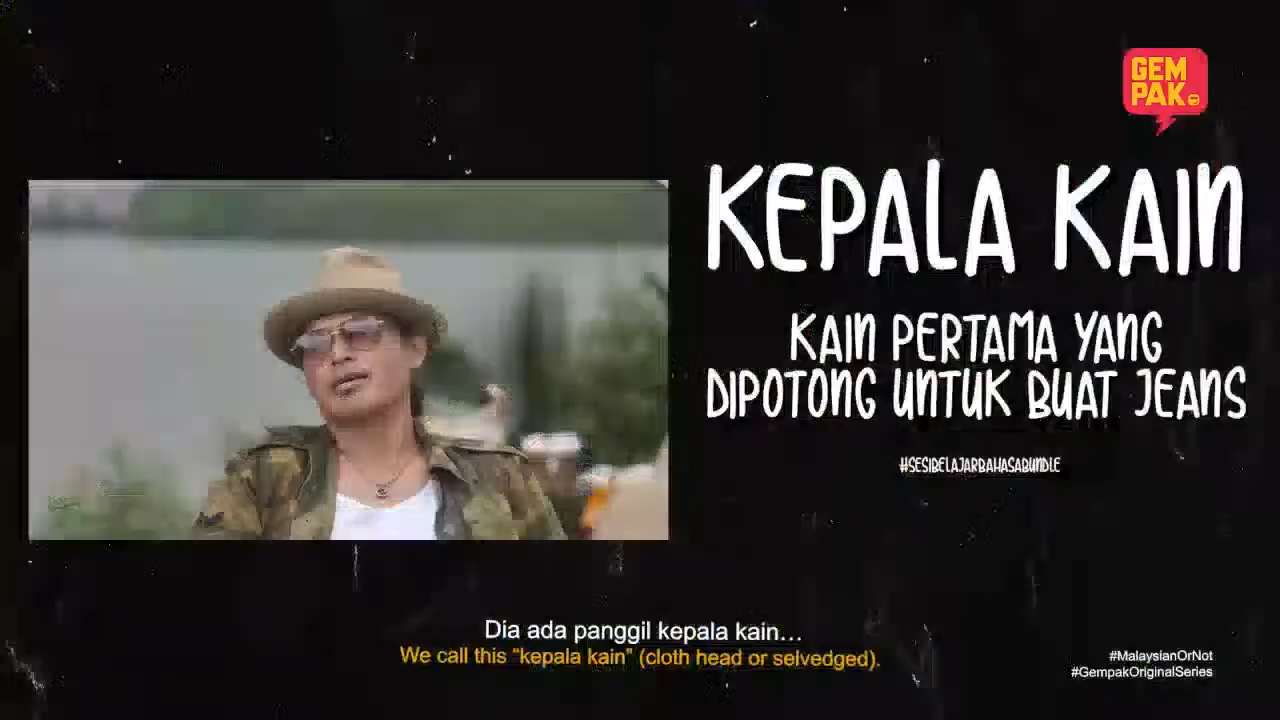 GEM
PAK
KEPALA KAIN
KAIN PERTAMA YANG
DIPOTONG UNTUK BUAT JEANS
#SESIBELAJARBAHASABUNDLE
Dia ada panggil kepala kain...
We call this “kepala kain” (cloth head or selvedged).
#MalaysianOrNot
#GempakOriginalSeries